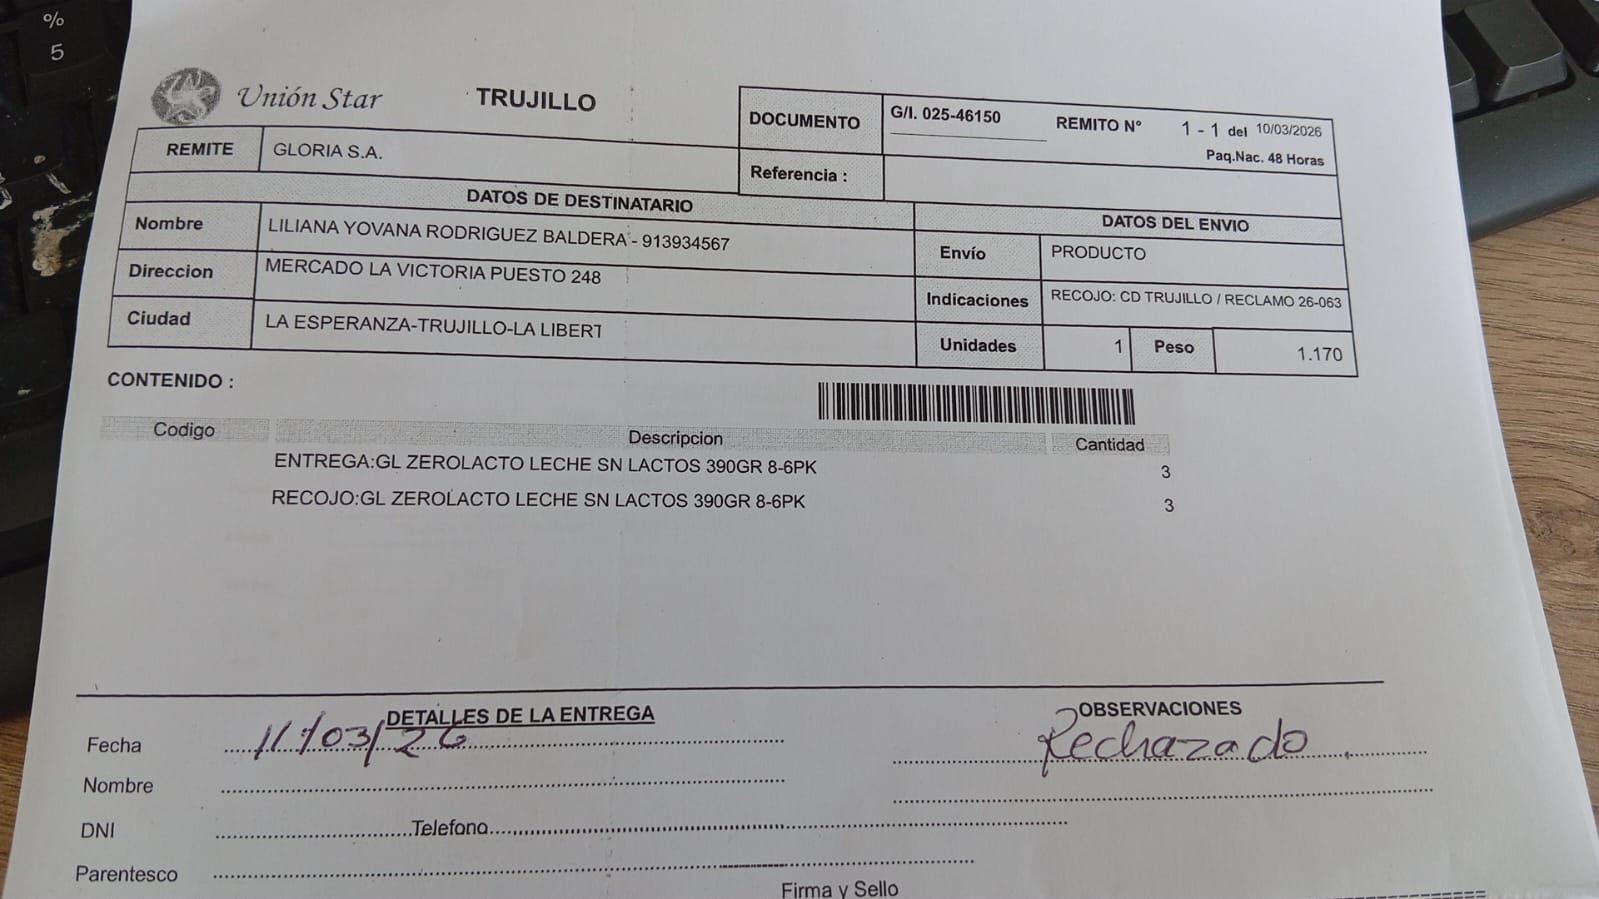 %
5
Unión Star
TRUJILLO
DOCUMENTO
G/I. 025-46150
REMITO Nº
1 - 1 del 10/03/2026
Paq.Nac. 48 Horas
REMITE
GLORIA S.A.
Referencia :
DATOS DE DESTINATARIO
DATOS DEL ENVIO
Nombre
LILIANA YOVANA RODRIGUEZ BALDERA - 913934567
Envío
PRODUCTO
Direccion
MERCADO LA VICTORIA PUESTO 248
Indicaciones
RECOJO: CD TRUJILLO / RECLAMO 26-063
Ciudad
LA ESPERANZA-TRUJILLO-LA LIBERT
Unidades
1
Peso
1.170
CONTENIDO :
Codigo
Descripcion
Cantidad
ENTREGA:GL ZEROLACTO LECHE SN LACTOS 390GR 8-6PK
3
RECOJO:GL ZEROLACTO LECHE SN LACTOS 390GR 8-6PK
3
DETALLES DE LA ENTREGA
OBSERVACIONES
Fecha
11/03/26
Rechazado.
Nombre
DNI
Telefono
Parentesco
Firma y Sello